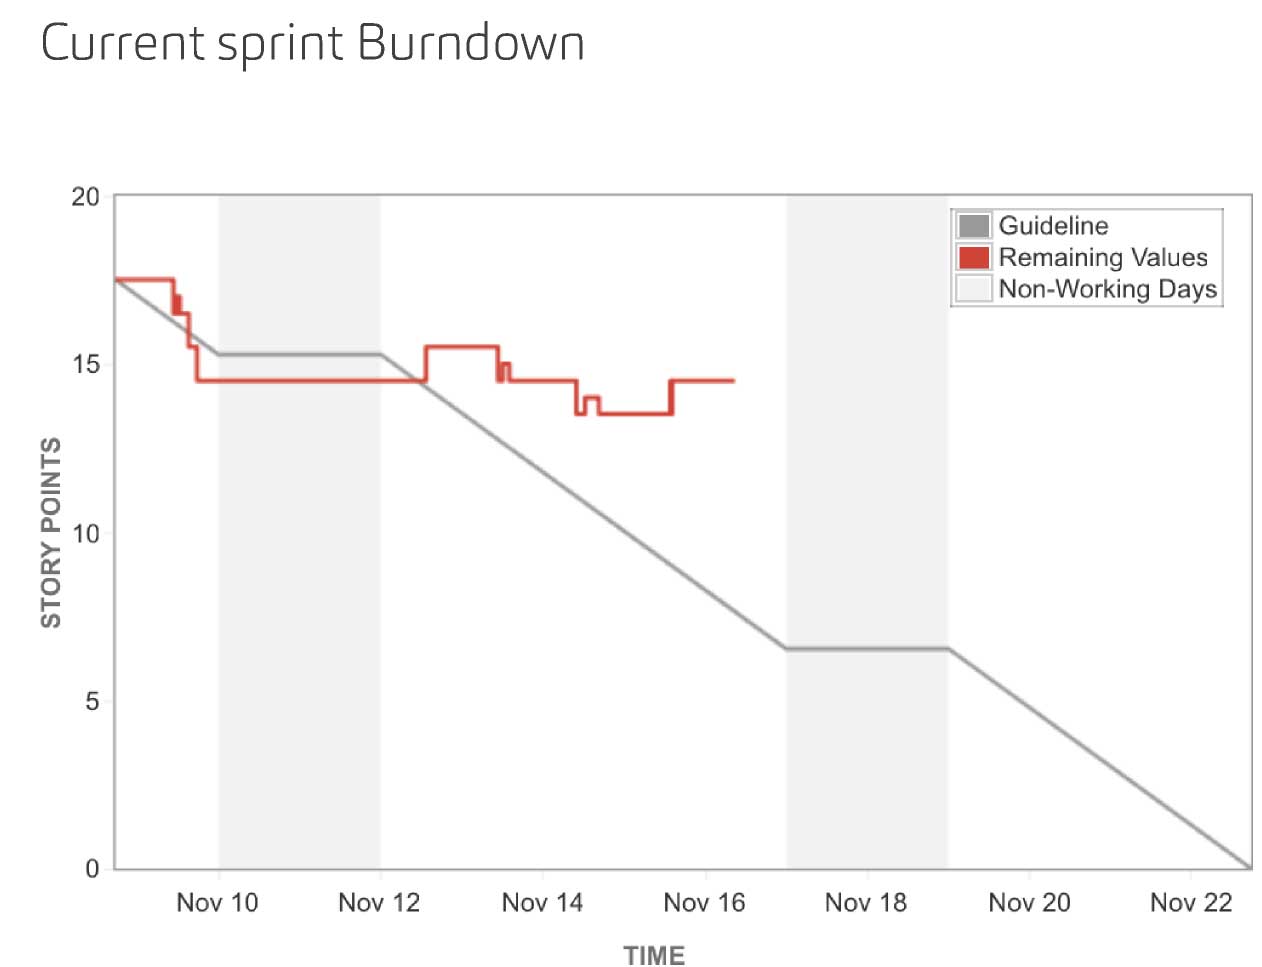 Current sprint Burndown
20
15
10
5
0
Guideline
Remaining Values
Non-Working Days
STORY POINTS
Nov 10 Nov 12 Nov 14 Nov 16 Nov 18 Nov 20 Nov 22
TIME